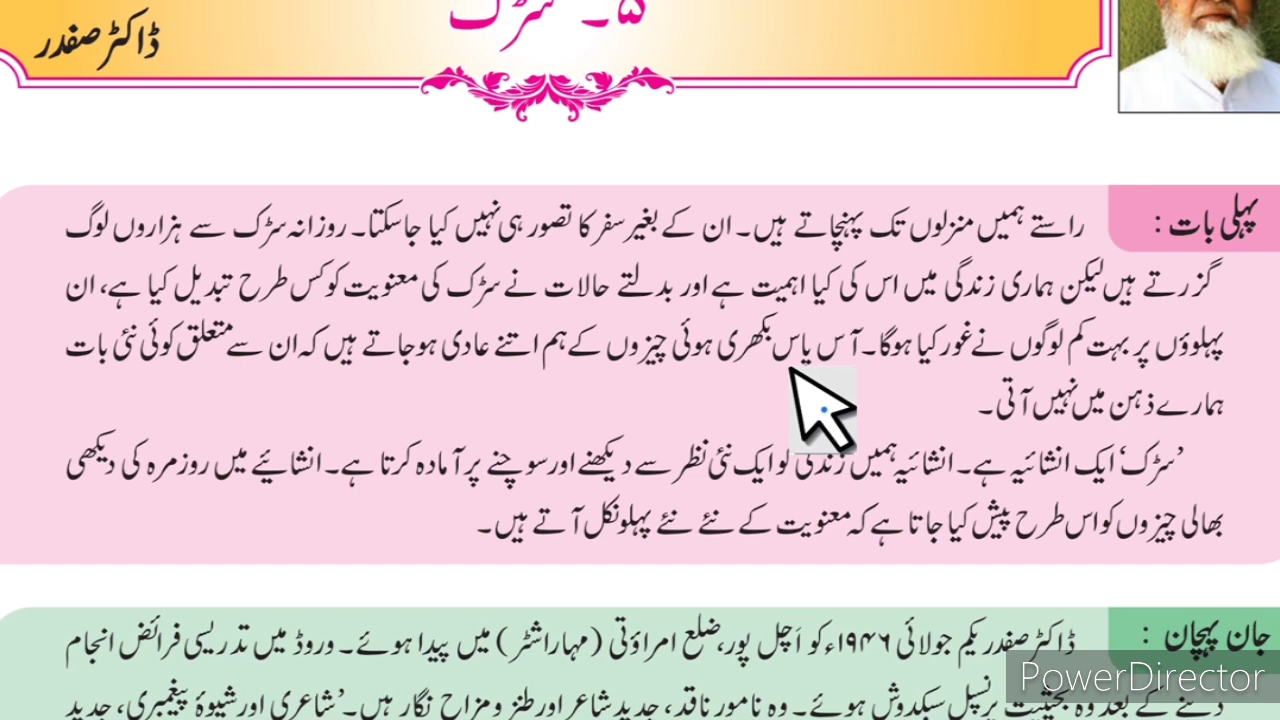 ۵۔ سڑک
ڈاکٹر صفدر
پہلی بات : راستے ہمیں منزلوں تک پہنچاتے ہیں۔ ان کے بغیر سفر کا تصور ہی نہیں کیا جاسکتا۔ روزانہ سڑک سے ہزاروں لوگ
گزرتے ہیں لیکن ہماری زندگی میں اس کی کیا اہمیت ہے اور بدلتے حالات نے سڑک کی معنویت کو کس طرح تبدیل کیا ہے، ان
پہلوؤں پر بہت کم لوگوں نے غور کیا ہوگا۔ آس پاس بکھری ہوئی چیزوں کے ہم اتنے عادی ہو جاتے ہیں کہ ان سے متعلق کوئی نئی بات
ہمارے ذہن میں نہیں آتی۔
’سڑک‘ ایک انشائیہ ہے۔ انشائیہ ہمیں زندگی کو ایک نئی نظر سے دیکھنے اور سوچنے پر آمادہ کرتا ہے۔ انشائیے میں روز مرہ کی دیکھی
بھالی چیزوں کو اس طرح پیش کیا جاتا ہے کہ معنویت کے نئے نئے پہلو نکل آتے ہیں۔
جان پہچان : ڈاکٹر صفدر یکم جولائی ۱۹۴۶ء کو اَچل پور، ضلع امراؤتی (مہاراشٹر) میں پیدا ہوئے۔ وروڈ میں تدریسی فرائض انجام
دینے کے بعد وہ بحیثیت پرنسپل سبکدوش ہوئے۔ وہ نامور ناقد، جدید شاعر اور طنز و مزاح نگار ہیں۔ ’شاعری اور شیوۂ پیغمبری، جدید
PowerDirector